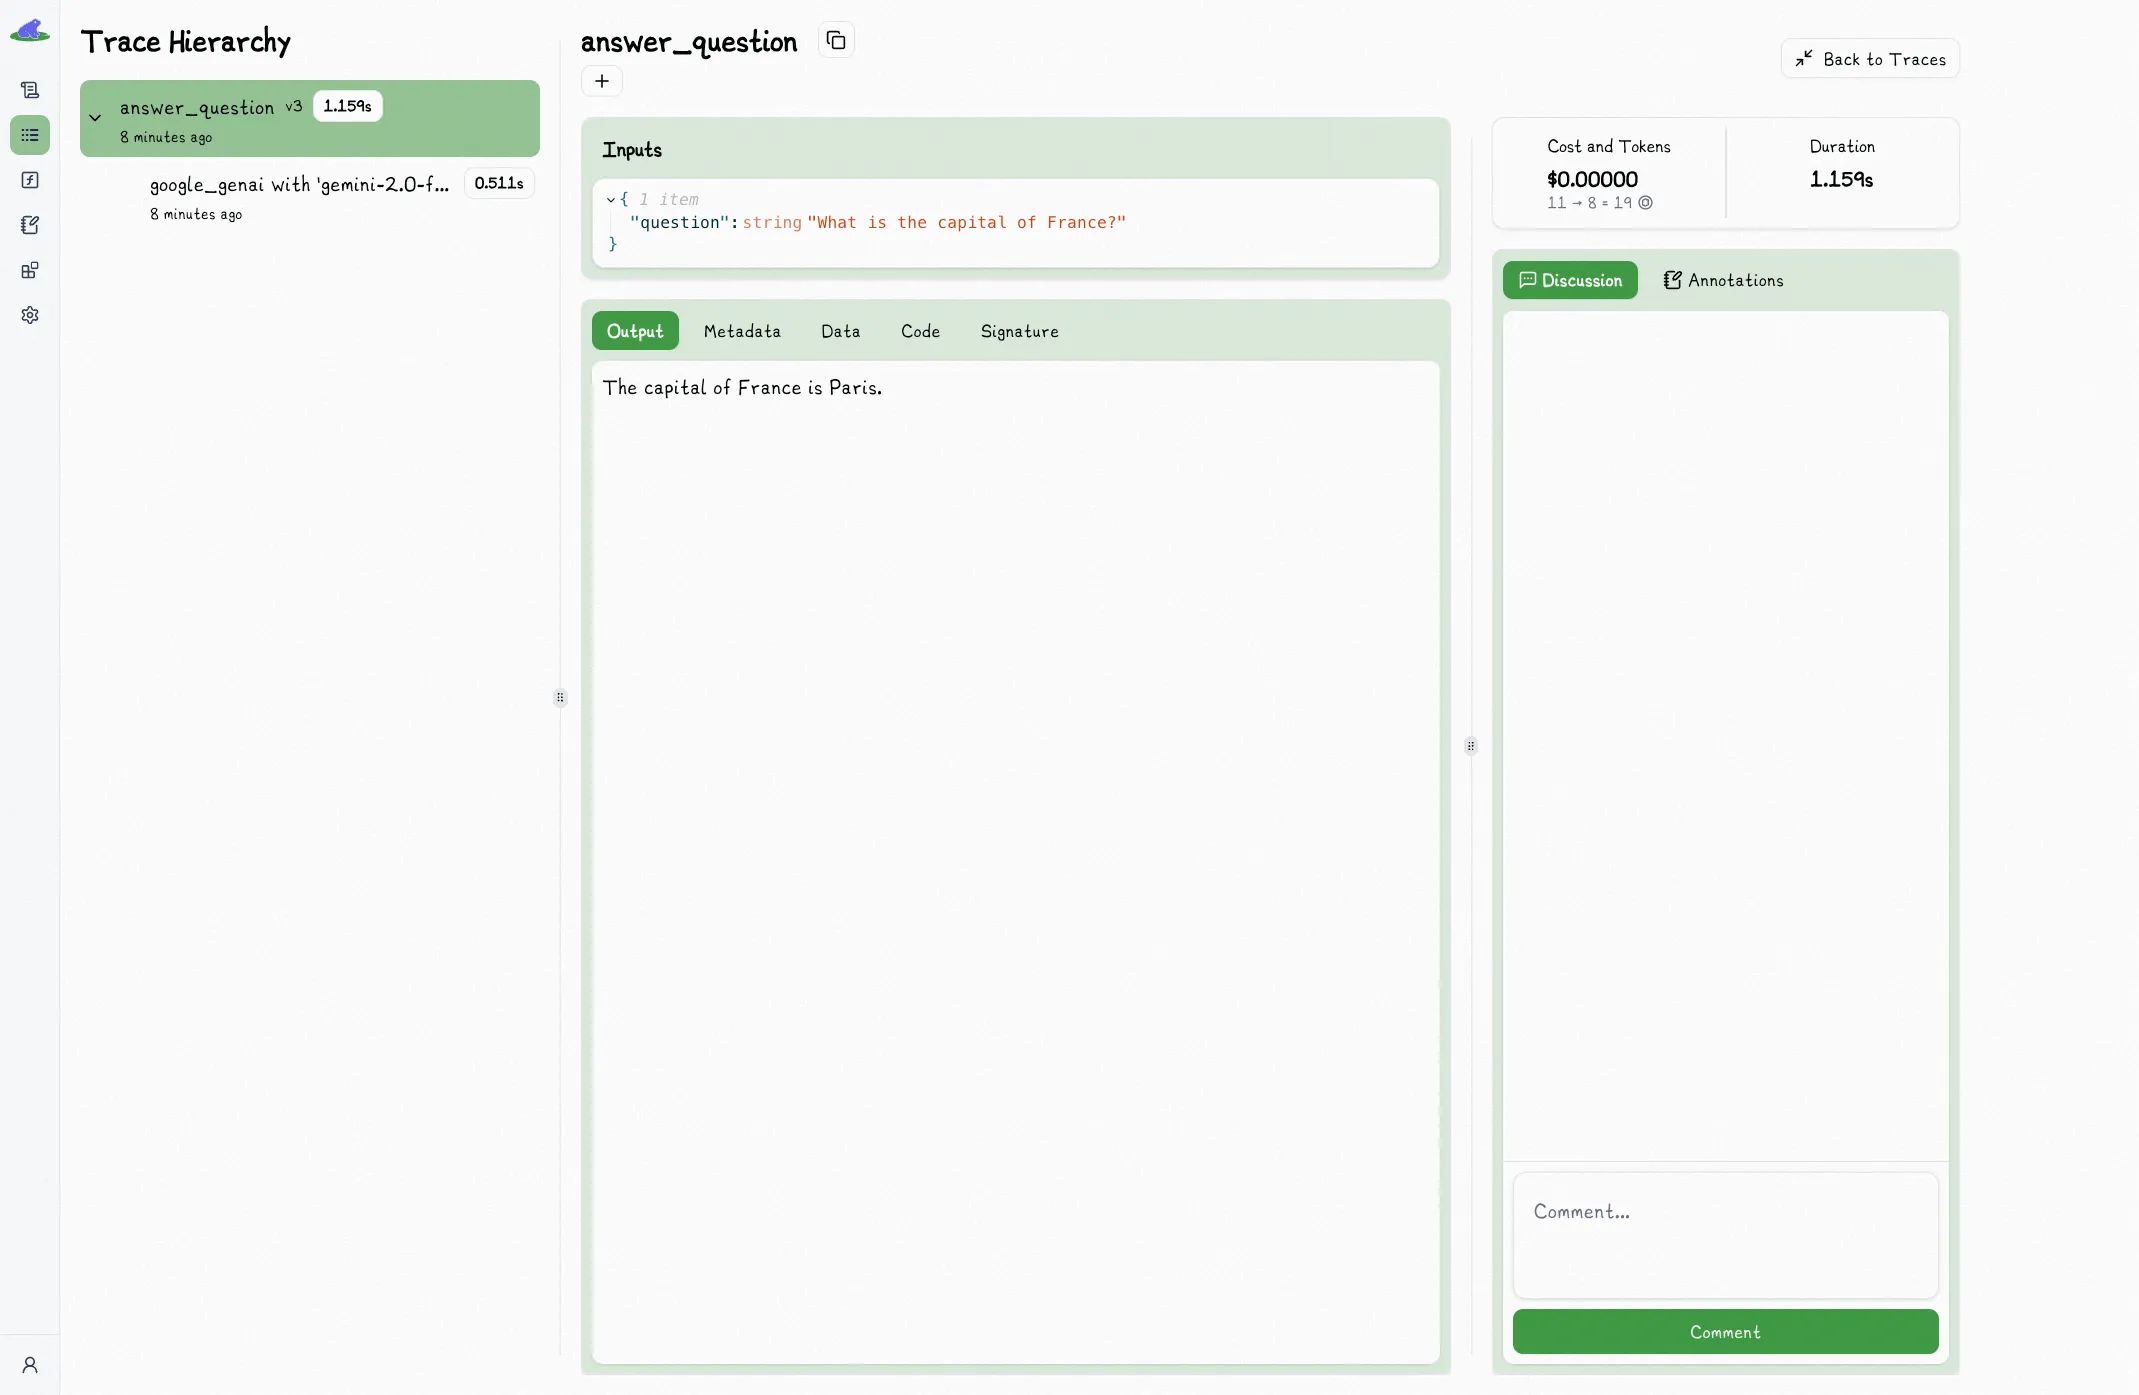 Trace Hierarchy
answer_question v3 1.159s
8 minutes ago
google_genai with 'gemini-2.0-f... 0.511s
8 minutes ago
answer_question
+
Back to Traces
Inputs
{ 1 item
"question": string "What is the capital of France?"
}
Output Metadata Data Code Signature
The capital of France is Paris.
Cost and Tokens
$0.00000
11 → 8 = 19
Duration
1.159s
Discussion Annotations
Comment...
Comment